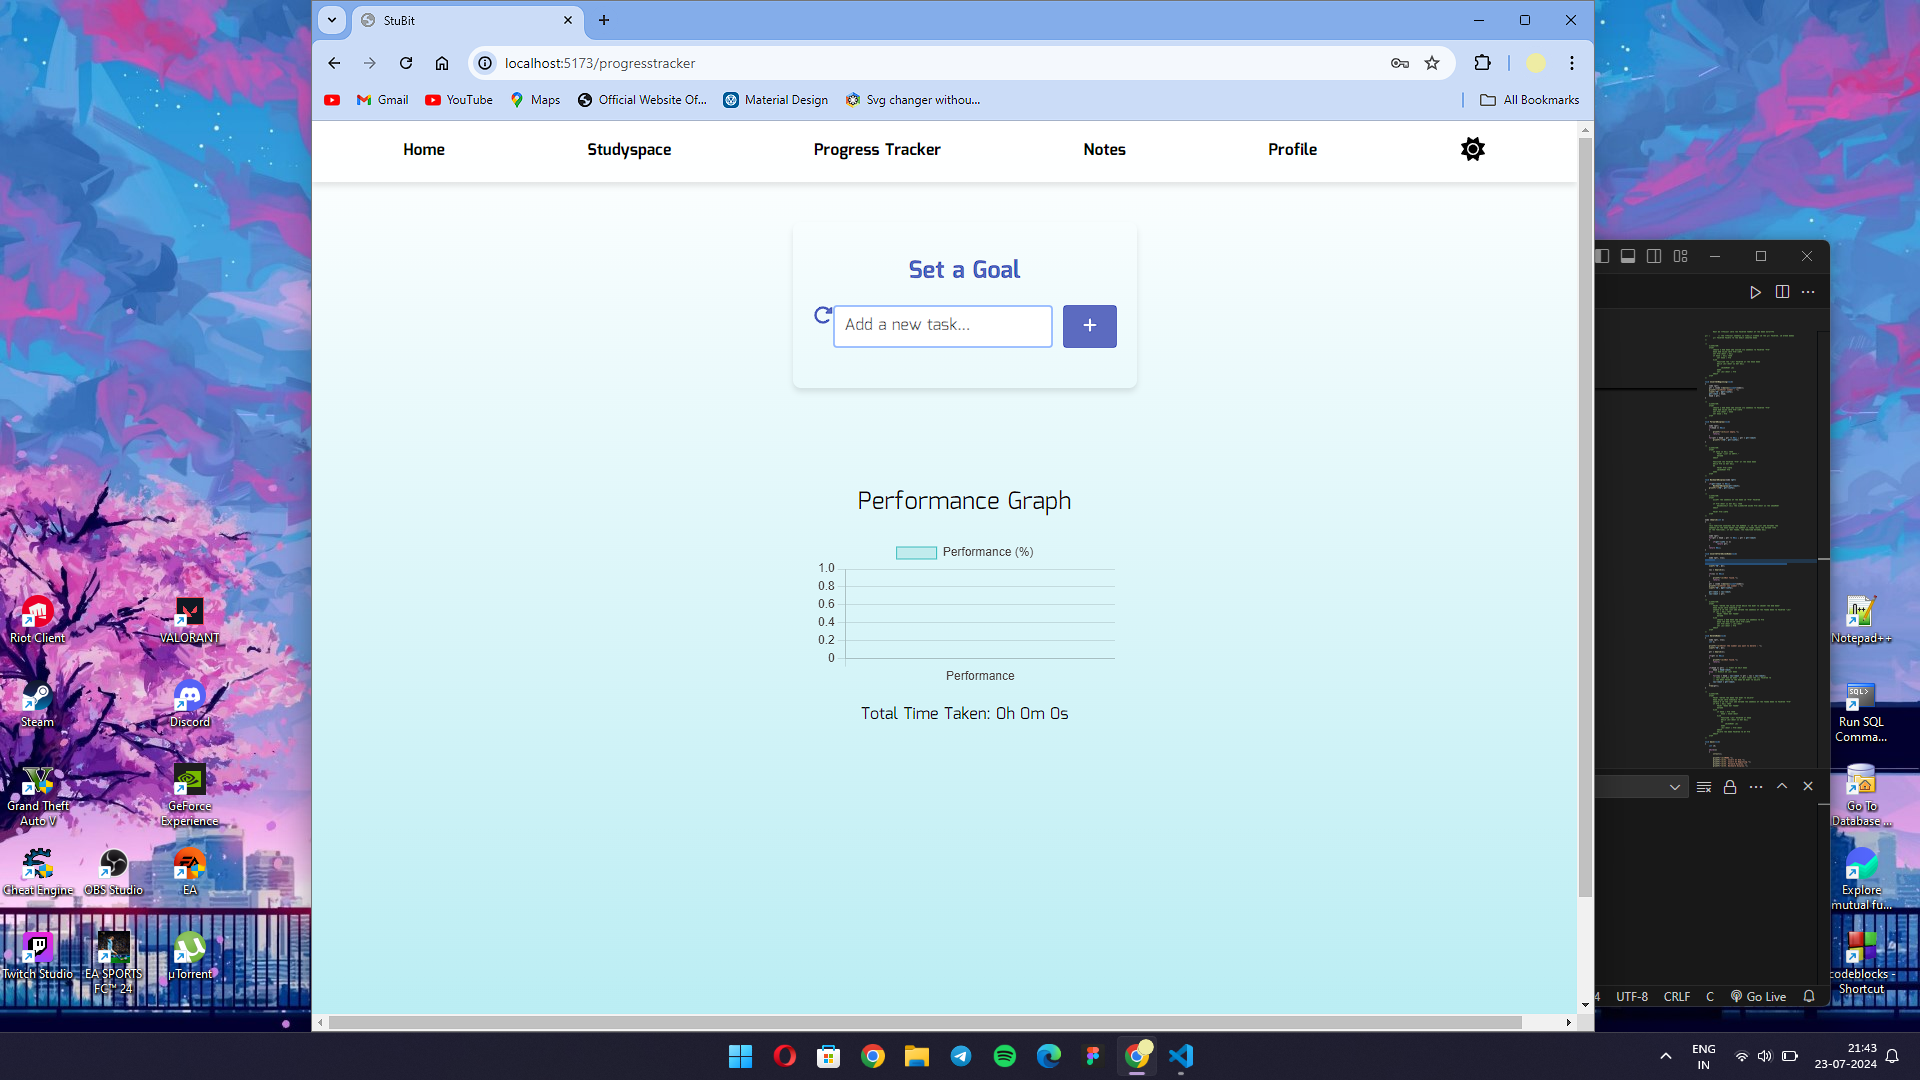 StuBit
localhost:5173/progresstracker
Gmail
YouTube
Maps
Official Website Of...
Material Design
Svg changer withou...
All Bookmarks
Home
Studyspace
Progress Tracker
Notes
Profile
Set a Goal
Add a new task...
+
Performance Graph
Performance (%)
1.0
0.8
0.6
0.4
0.2
0
Performance
Total Time Taken: 0h 0m 0s
Riot Client
VALORANT
Steam
Discord
Grand Theft
Auto V
GeForce
Experience
Cheat Engine
OBS Studio
EA
Twitch Studio
EA SPORTS
FC™ 24
µTorrent
Notepad++
Run SQL
Comma...
Go To
Database ...
Explore
mutual fu...
codeblocks -
Shortcut
4
UTF-8
CRLF
C
Go Live
ENG
IN
21:43
23-07-2024